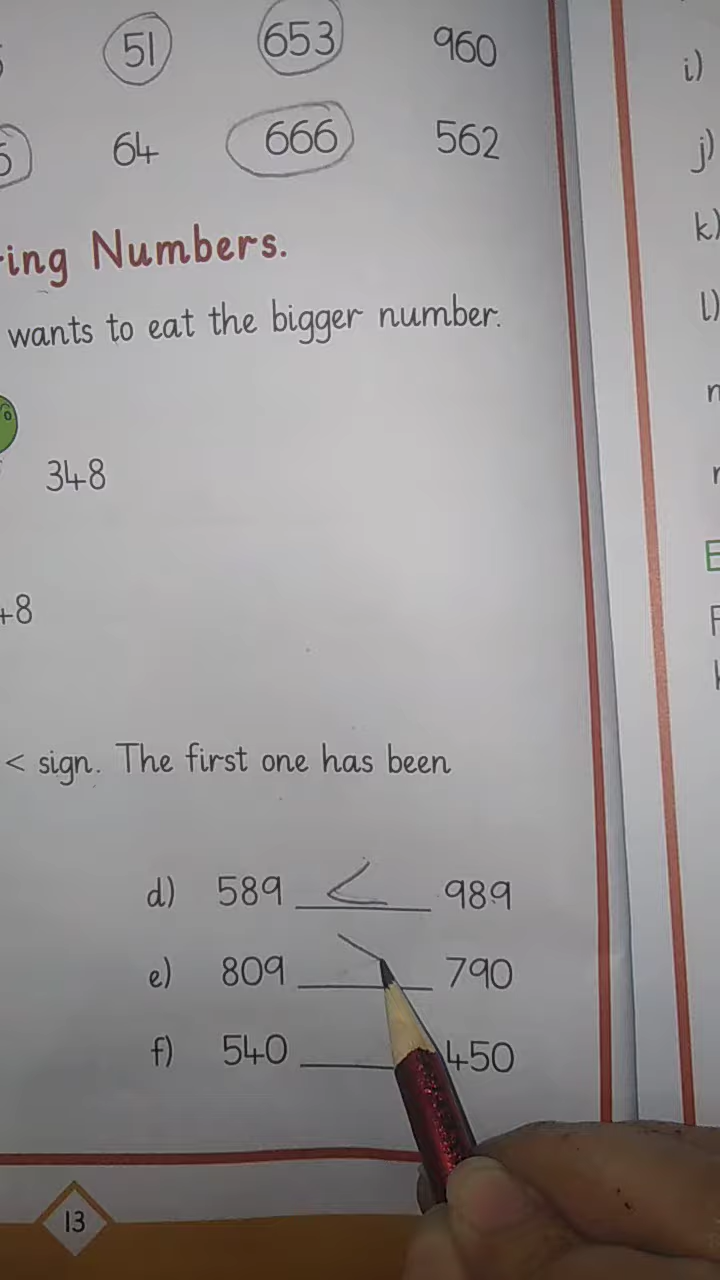 51 653 960
64 666 562
ing Numbers.
wants to eat the bigger number.
348
48
< sign. The first one has been
d) 589 < 989
e) 809 790
f) 540 450
13
i)
j)
k)
l)